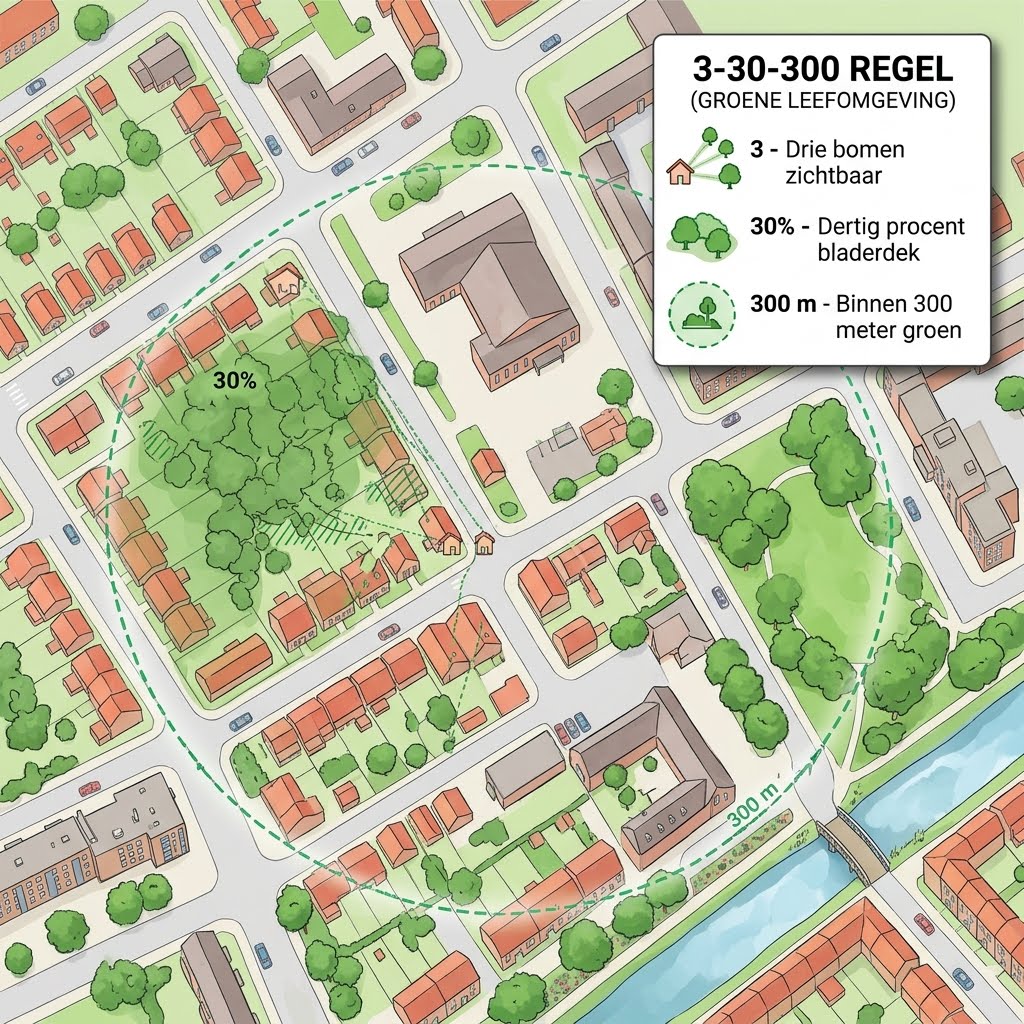 3-30-300 REGEL
(GROENE LEEFOMGEVING)
3 - Drie bomen
zichtbaar
30% - Dertig procent
bladerdek
300 m - Binnen 300
meter groen
30%
300 m